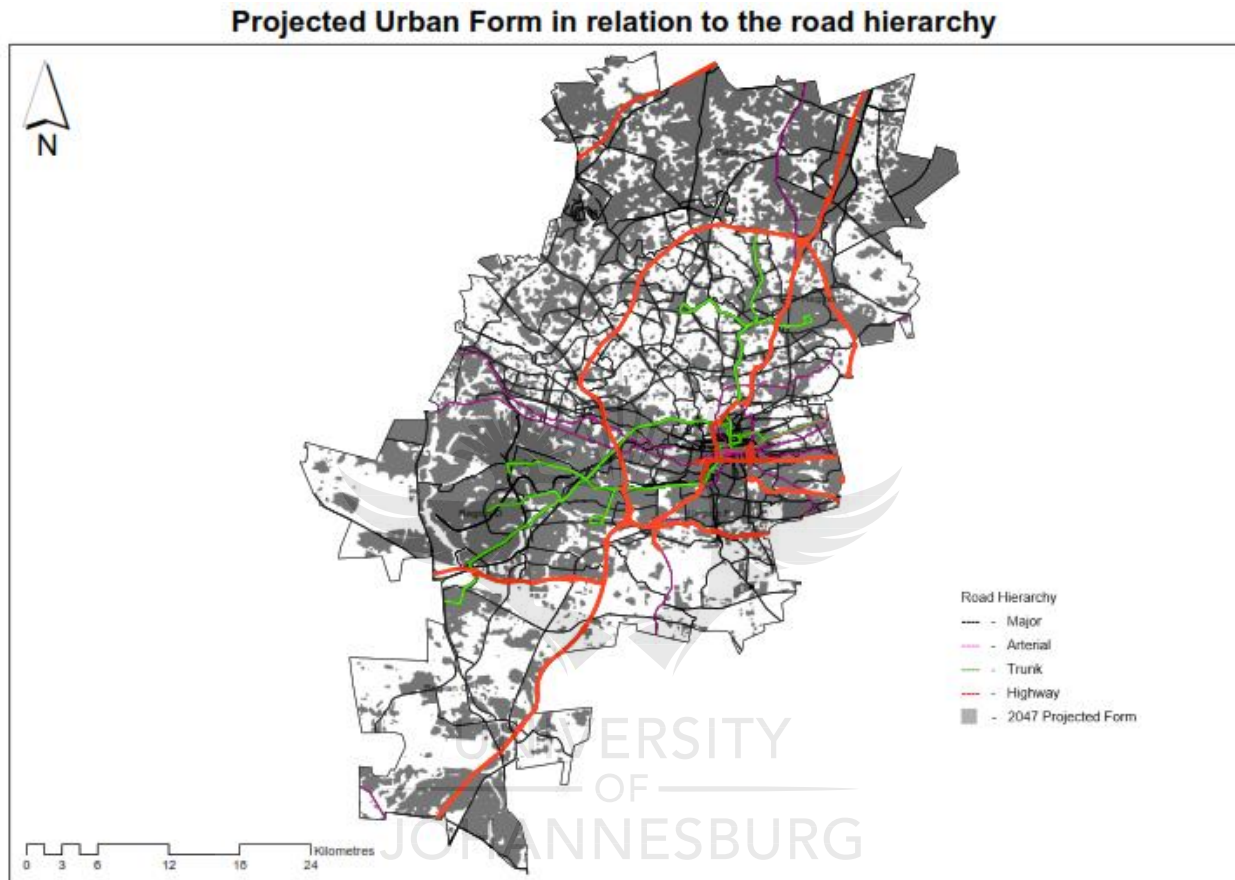 Projected Urban Form in relation to the road hierarchy
N
Road Hierarchy
- Major
- Arterial
- Trunk
- Highway
- 2047 Projected Form
UNIVERSITY
OF
JOHANNESBURG
Kilometres
0 3 6 12 18 24